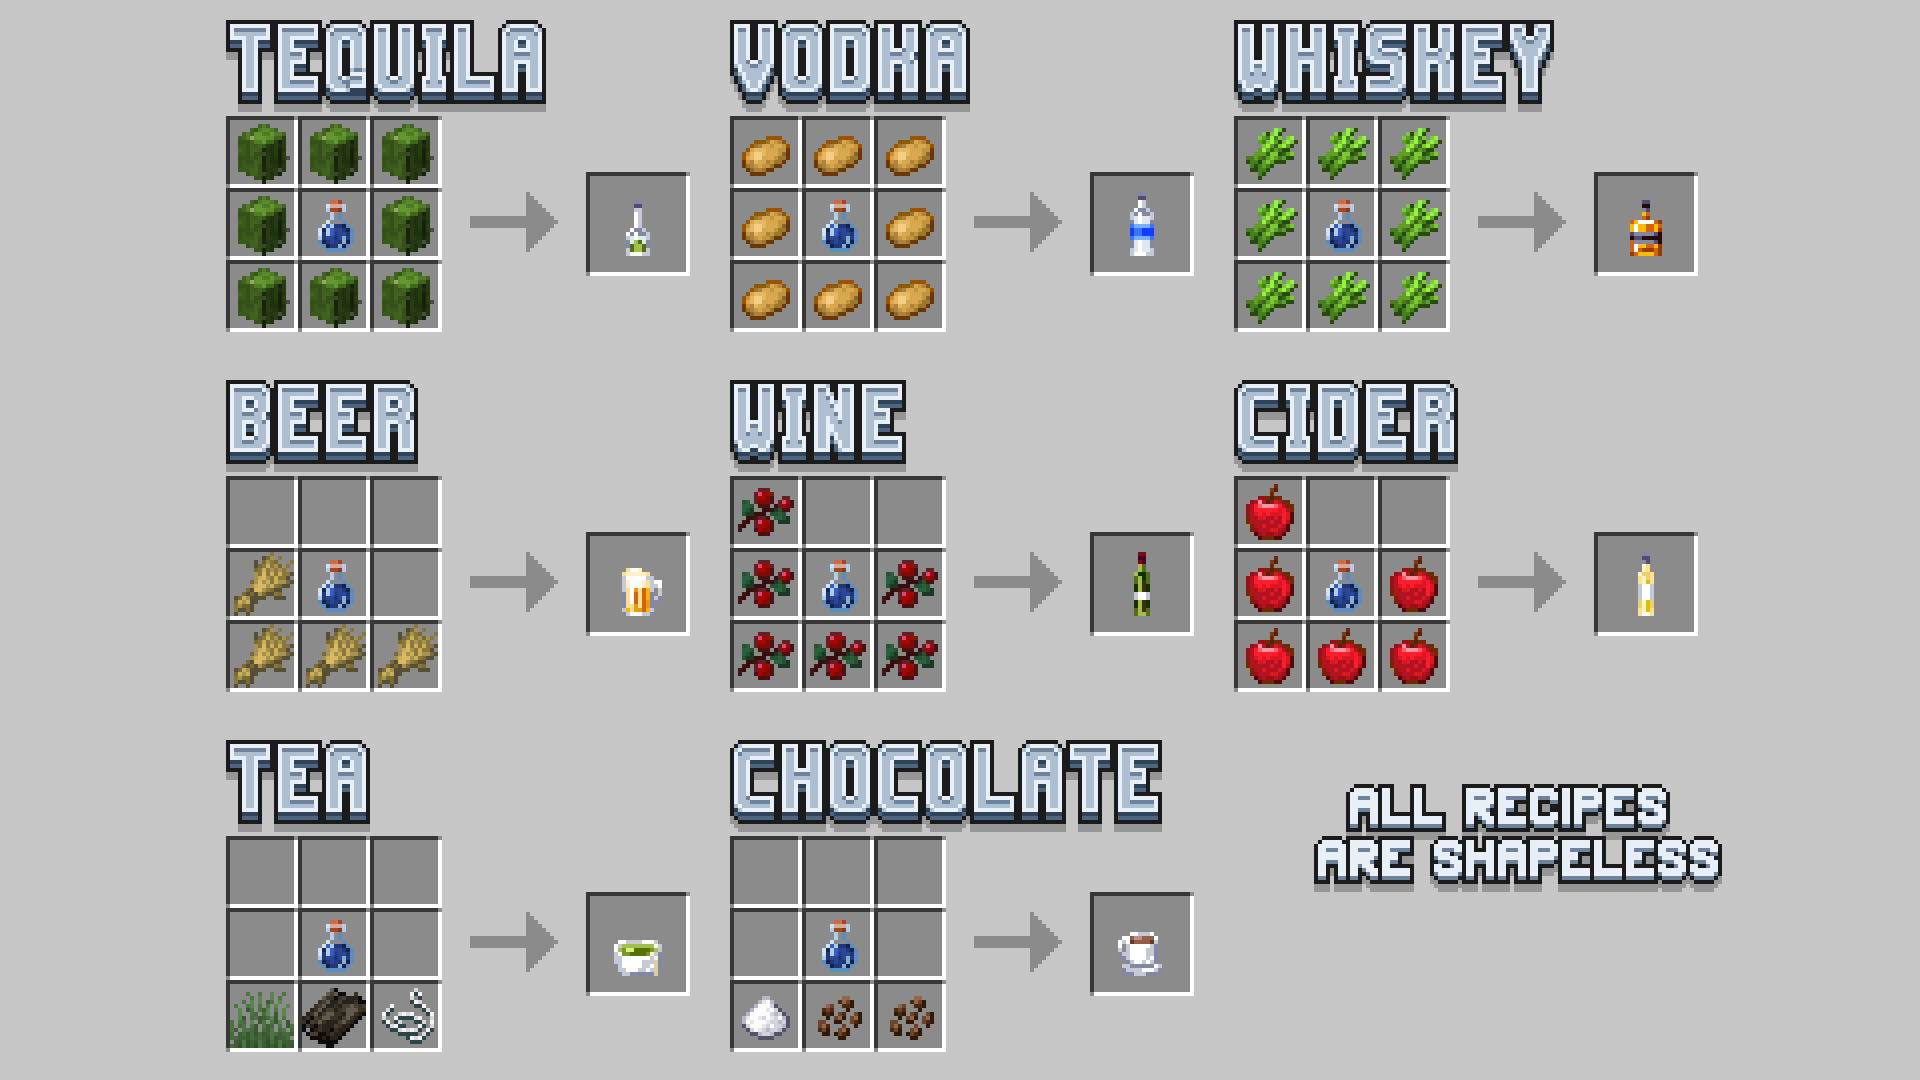 TEQUILA
VODKA
WHISKEY
BEER
WINE
CIDER
TEA
CHOCOLATE
ALL RECIPES
ARE SHAPELESS